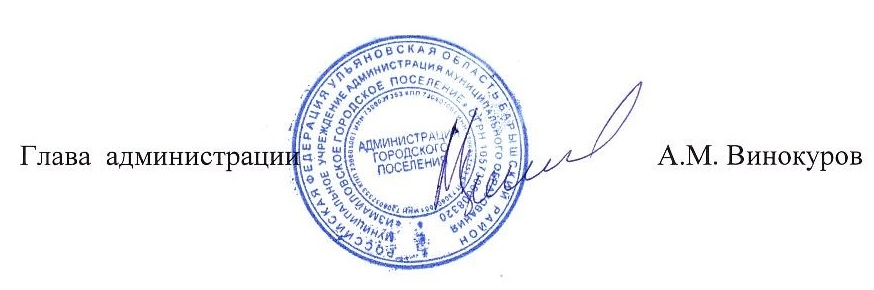 Глава администрации
А.М. Винокуров
РОССИЙСКАЯ ФЕДЕРАЦИЯ УЛЬЯНОВСКАЯ ОБЛАСТЬ БАРЫШСКИЙ РАЙОН
МУНИЦИПАЛЬНОЕ УЧРЕЖДЕНИЕ АДМИНИСТРАЦИЯ МУНИЦИПАЛЬНОГО ОБРАЗОВАНИЯ
"ИЗМАЙЛОВСКОЕ ГОРОДСКОЕ ПОСЕЛЕНИЕ" ОГРН
АДМИНИСТРАЦИЯ
ГОРОДСКОГО
ПОСЕЛЕНИЯ